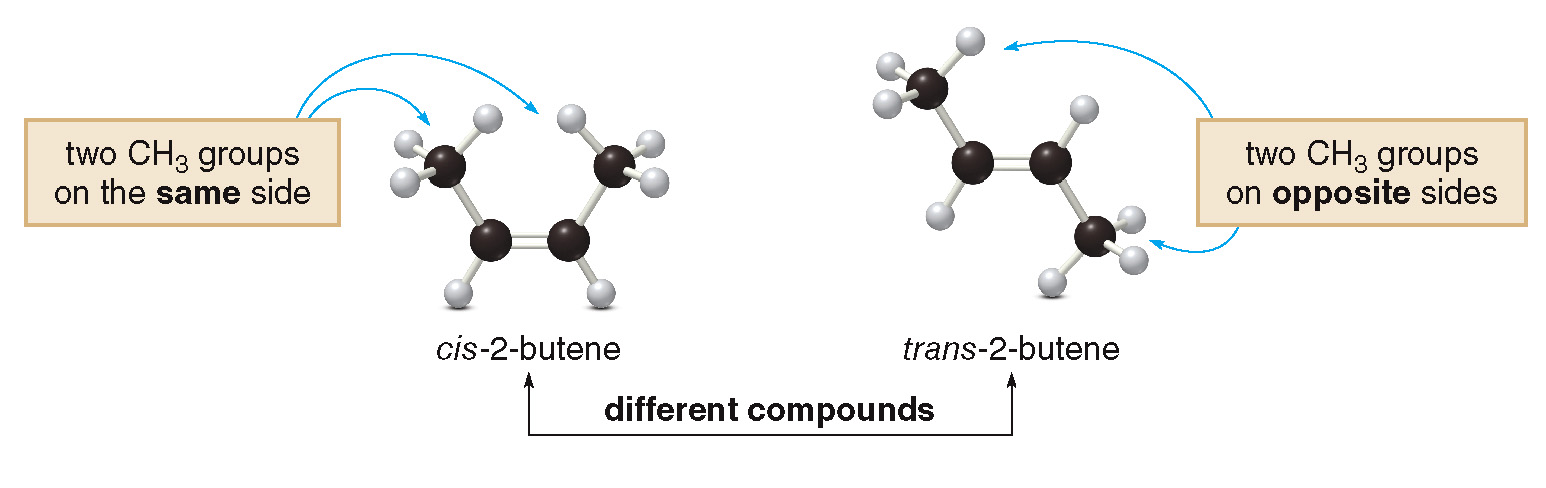 two CH₃ groups
on the same side
two CH₃ groups
on opposite sides
cis-2-butene
trans-2-butene
different compounds